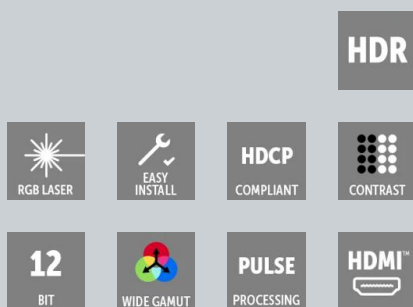 HDR
RGB LASER
EASY
INSTALL
HDCP
COMPLIANT
CONTRAST
12
BIT
WIDE GAMUT
PULSE
PROCESSING
HDMI™